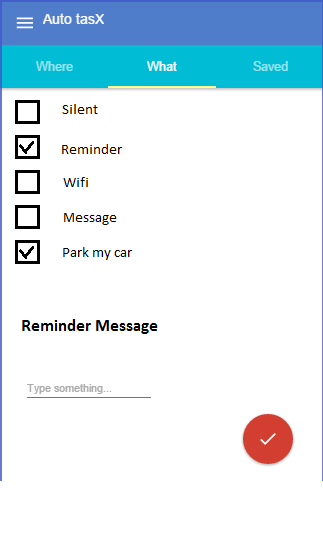 Auto tasX
Where What Saved
Silent
Reminder
Wifi
Message
Park my car
Reminder Message
Type something...